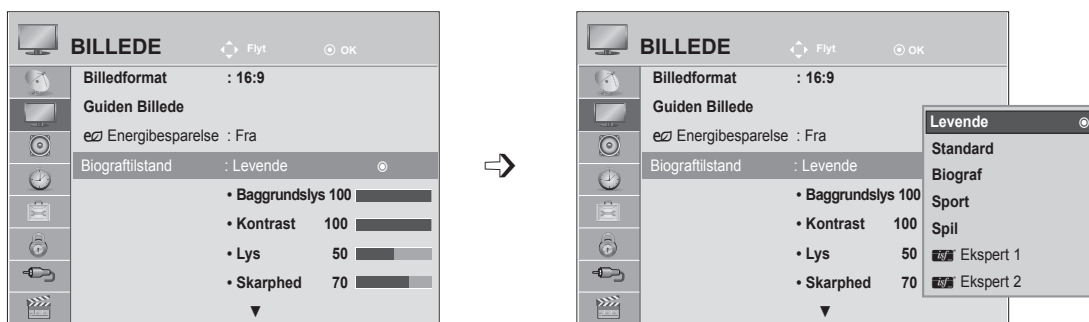 BILLEDE Flyt OK
Billedformat : 16:9
Guiden Billede
Energibesparelse : Fra
Biograftilstand : Levende
• Baggrundslys 100
• Kontrast 100
• Lys 50
• Skarphed 70
BILLEDE Flyt OK
Billedformat : 16:9
Guiden Billede
Energibesparelse : Fra
Biograftilstand : Levende
• Baggrundslys 100
• Kontrast 100
• Lys 50
• Skarphed 70
Levende
Standard
Biograf
Sport
Spil
isf Ekspert 1
isf Ekspert 2